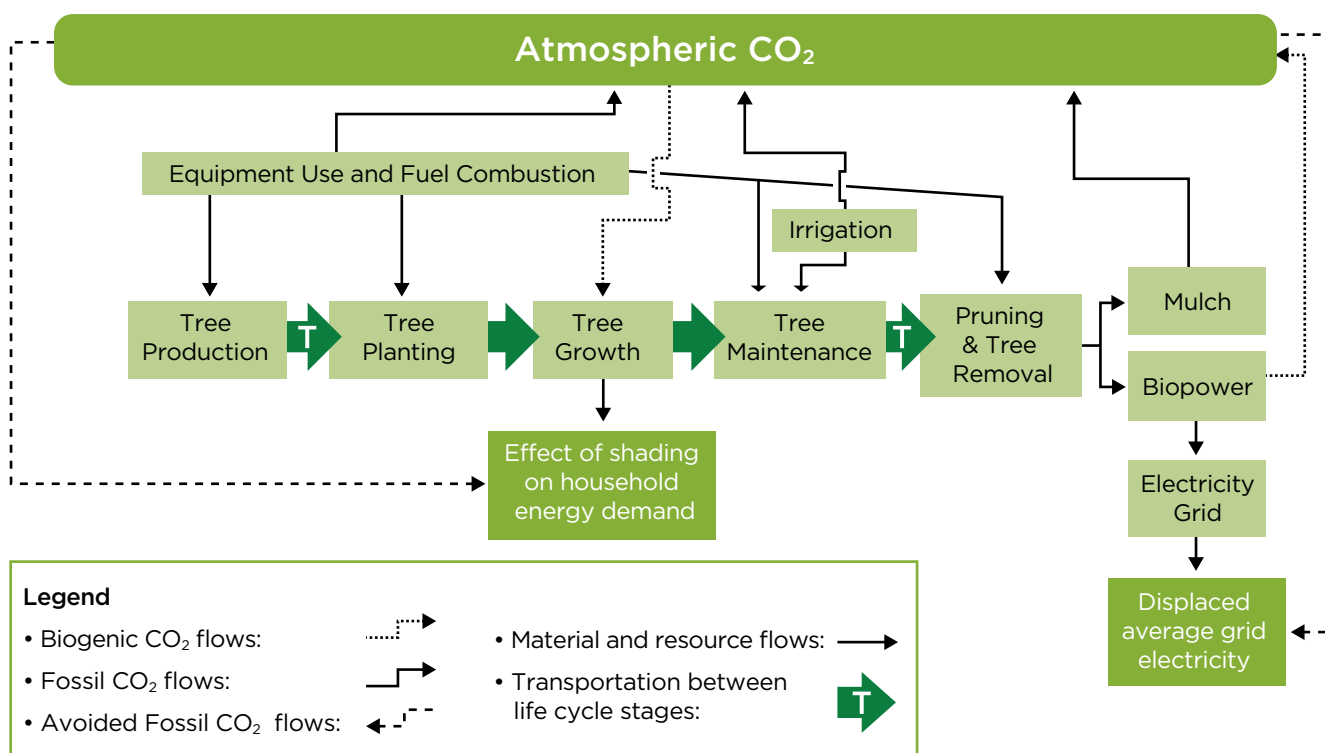 Atmospheric CO₂
Equipment Use and Fuel Combustion
Irrigation
Tree
Production
T
Tree
Planting
Tree
Growth
Tree
Maintenance
T
Pruning
& Tree
Removal
Mulch
Biopower
Effect of shading
on household
energy demand
Electricity
Grid
Displaced
average grid
electricity
Legend
• Biogenic CO₂ flows:
• Fossil CO₂ flows:
• Avoided Fossil CO₂ flows:
• Material and resource flows:
• Transportation between
life cycle stages:
T